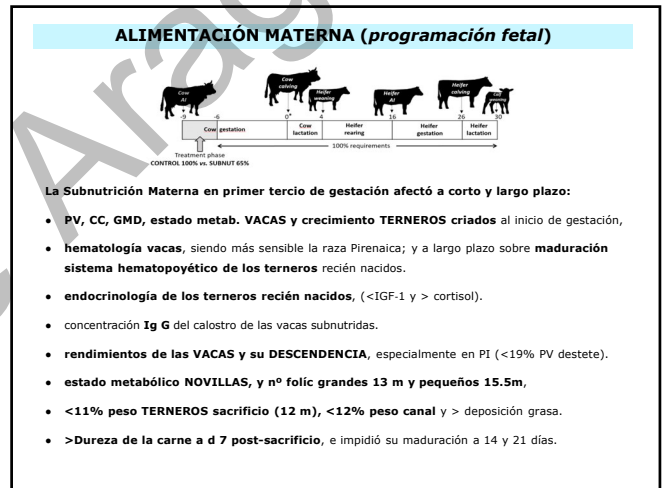 ALIMENTACIÓN MATERNA (programación fetal)
Cow AI
Cow calving
Heifer weaning
Heifer AI
Heifer calving
Calf weaning
-9 -6 0 4 16 26 30
Cow gestation
Cow lactation
Heifer rearing
Heifer gestation
Heifer lactation
Treatment phase
CONTROL 100% vs. SUBNUT 65%
100% requirements
La Subnutrición Materna en primer tercio de gestación afectó a corto y largo plazo:
• PV, CC, GMD, estado metab. VACAS y crecimiento TERNEROS criados al inicio de gestación,
• hematología vacas, siendo más sensible la raza Pirenaica; y a largo plazo sobre maduración
sistema hematopoyético de los terneros recién nacidos.
• endocrinología de los terneros recién nacidos, (<IGF-1 y > cortisol).
• concentración Ig G del calostro de las vacas subnutridas.
• rendimientos de las VACAS y su DESCENDENCIA, especialmente en PI (<19% PV destete).
• estado metabólico NOVILLAS, y nº folíc grandes 13 m y pequeños 15.5m,
• <11% peso TERNEROS sacrificio (12 m), <12% peso canal y > deposición grasa.
• >Dureza de la carne a d 7 post-sacrificio, e impidió su maduración a 14 y 21 días.